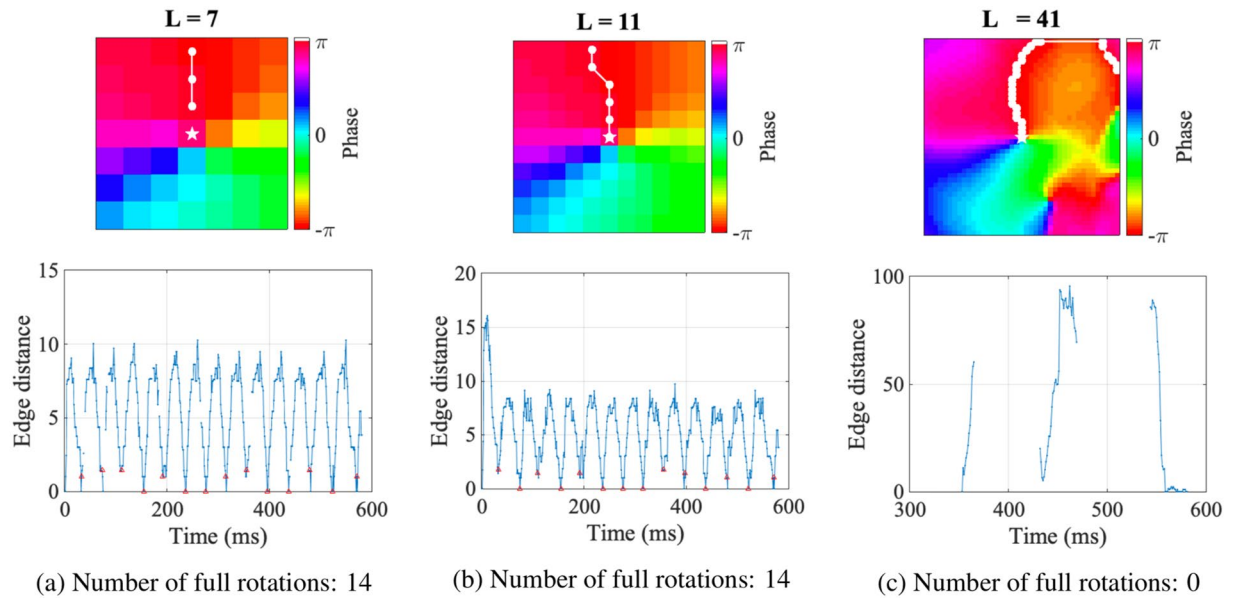 L = 7
π
0
-π
Phase
L = 11
π
0
-π
Phase
L = 41
π
0
-π
Phase
15
10
5
0
Edge distance
0 200 400 600
Time (ms)
20
15
10
5
0
Edge distance
0 200 400 600
Time (ms)
100
50
0
Edge distance
300 400 500 600
Time (ms)
(a) Number of full rotations: 14
(b) Number of full rotations: 14
(c) Number of full rotations: 0